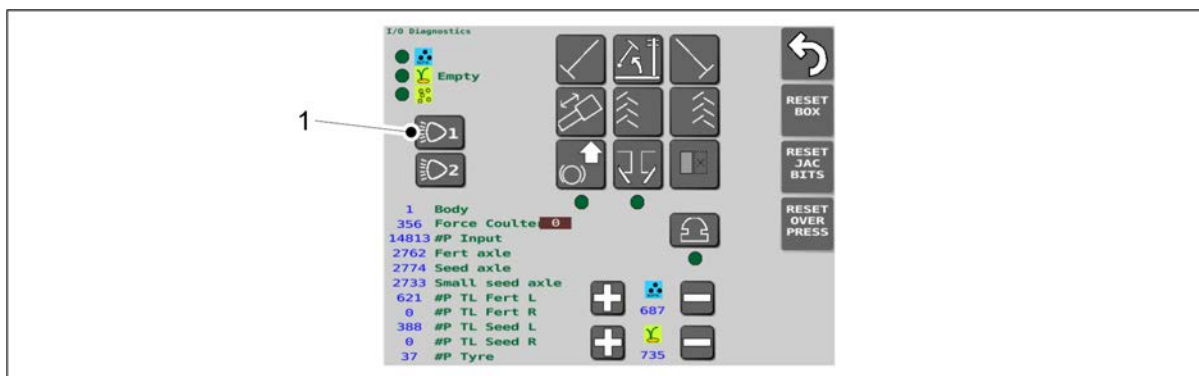 I/O Diagnostics
Empty
1
1
2
RESET
BOX
RESET
JAC
BITS
RESET
OVER
PRESS
1 Body
356 Force Coulte 0
14813 #P Input
2762 Fert axle
2774 Seed axle
2733 Small seed axle
621 #P TL Fert L
0 #P TL Fert R
687
388 #P TL Seed L
0 #P TL Seed R
37 #P Tyre
735